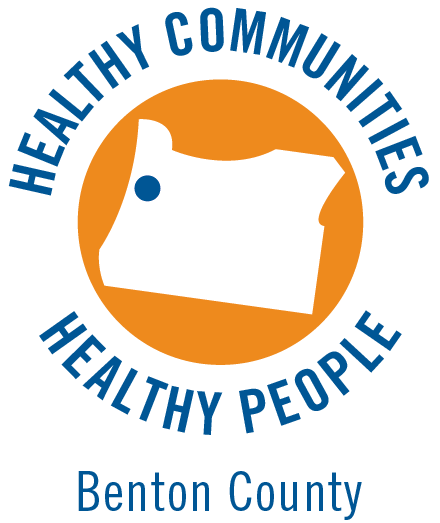 HEALTHY COMMUNITIES
HEALTHY PEOPLE
Benton County